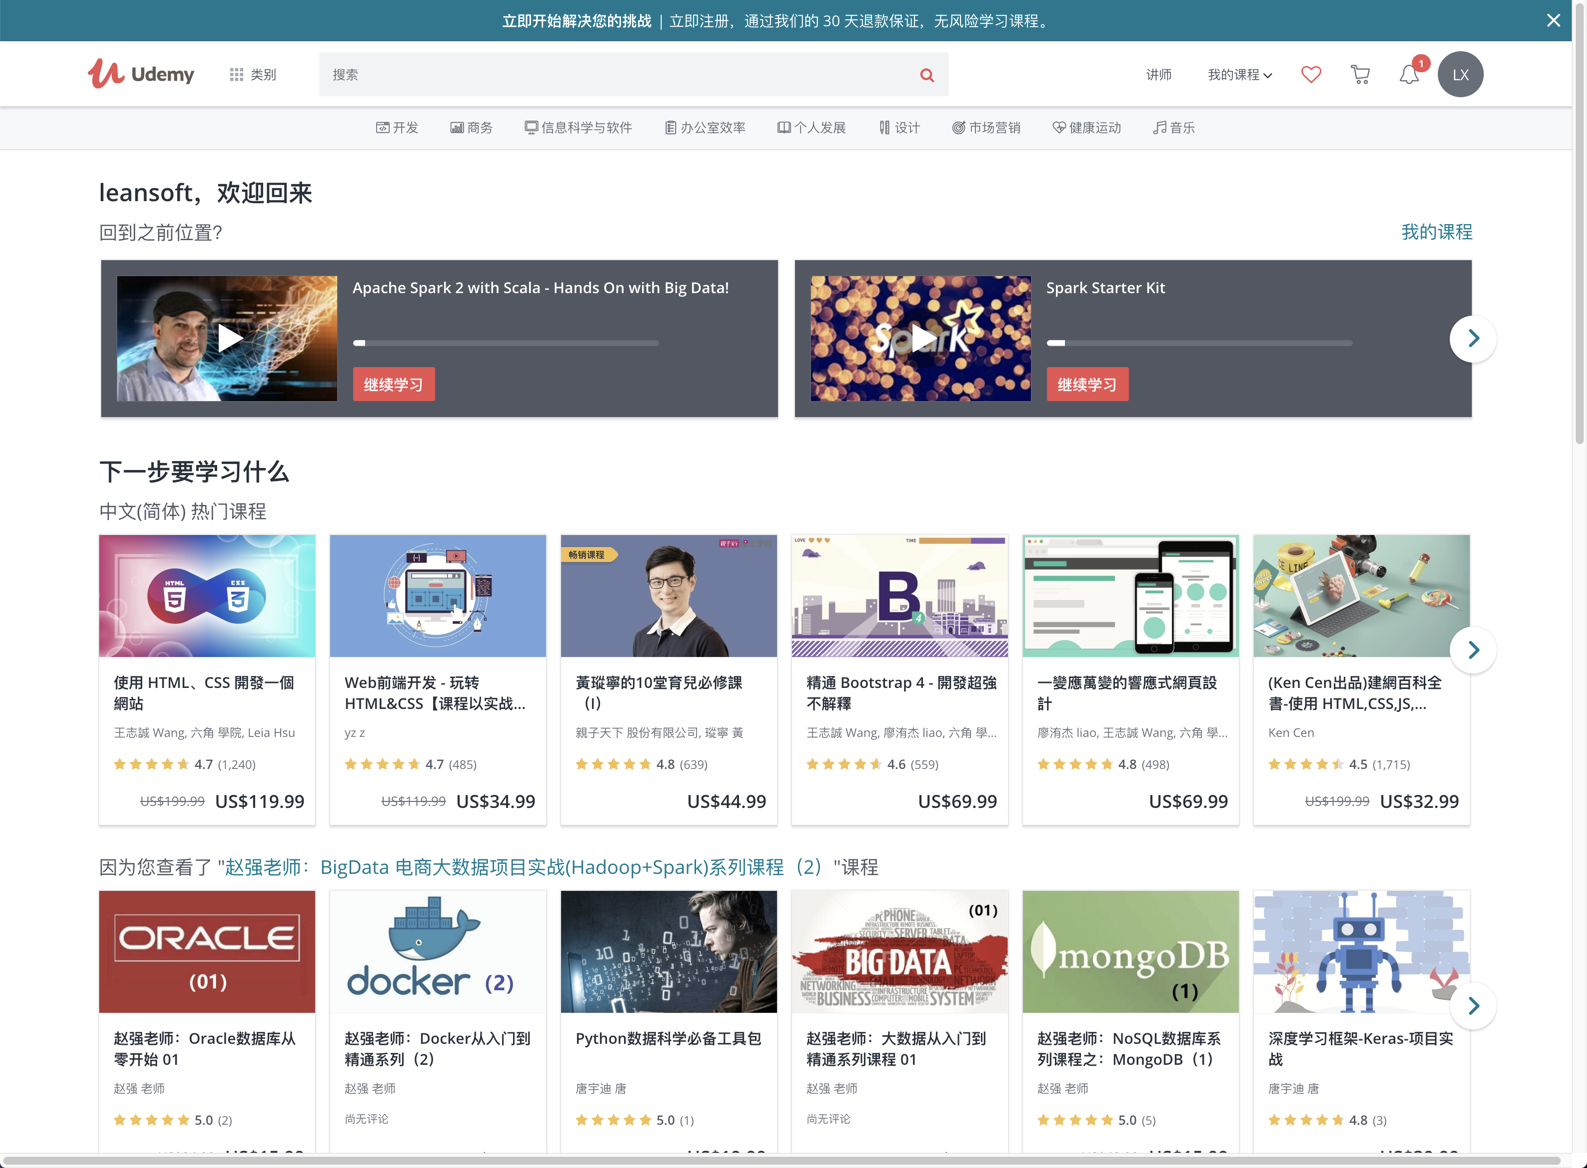 立即开始解决您的挑战 | 立即注册，通过我们的 30 天退款保证，无风险学习课程。
Udemy 类别 搜索 讲师 我的课程 1 LX
开发 商务 信息科学与软件 办公室效率 个人发展 设计 市场营销 健康运动 音乐
leansoft，欢迎回来
回到之前位置?
我的课程
Apache Spark 2 with Scala - Hands On with Big Data!
继续学习
Spark
Spark Starter Kit
继续学习
下一步要学习什么
中文(简体) 热门课程
HTML 5 CSS 3
使用 HTML、CSS 開發一個
網站
王志誠 Wang, 六角 學院, Leia Hsu
4.7 (1,240)
US$199.99 US$119.99
Web前端开发 - 玩转
HTML&CSS【课程以实战...
yz z
4.7 (485)
US$119.99 US$34.99
畅销课程
黃瑽寧的10堂育兒必修課
（I）
親子天下 股份有限公司, 瑽寧 黃
4.8 (639)
US$44.99
LOVE TIME
B 4
精通 Bootstrap 4 - 開發超強
不解釋
王志誠 Wang, 廖洧杰 liao, 六角 學...
4.6 (559)
US$69.99
一變應萬變的響應式網頁設
計
廖洧杰 liao, 王志誠 Wang, 六角 學...
4.8 (498)
US$69.99
(Ken Cen出品)建網百科全
書-使用 HTML,CSS,JS,...
Ken Cen
4.5 (1,715)
US$199.99 US$32.99
因为您查看了 "赵强老师：BigData 电商大数据项目实战(Hadoop+Spark)系列课程（2）"课程
ORACLE
(01)
赵强老师：Oracle数据库从
零开始 01
赵强 老师
5.0 (2)
docker (2)
赵强老师：Docker从入门到
精通系列（2）
赵强 老师
尚无评论
Python数据科学必备工具包
唐宇迪 唐
5.0 (1)
(01)
PHONE
SECURITY SERVER
BIG DATA
NETWORKING
BUSINESS COMPUTER SYSTEM
赵强老师：大数据从入门到
精通系列课程 01
赵强 老师
尚无评论
mongoDB
(1)
赵强老师：NoSQL数据库系
列课程之：MongoDB（1）
赵强 老师
5.0 (5)
深度学习框架-Keras-项目实
战
唐宇迪 唐
4.8 (3)